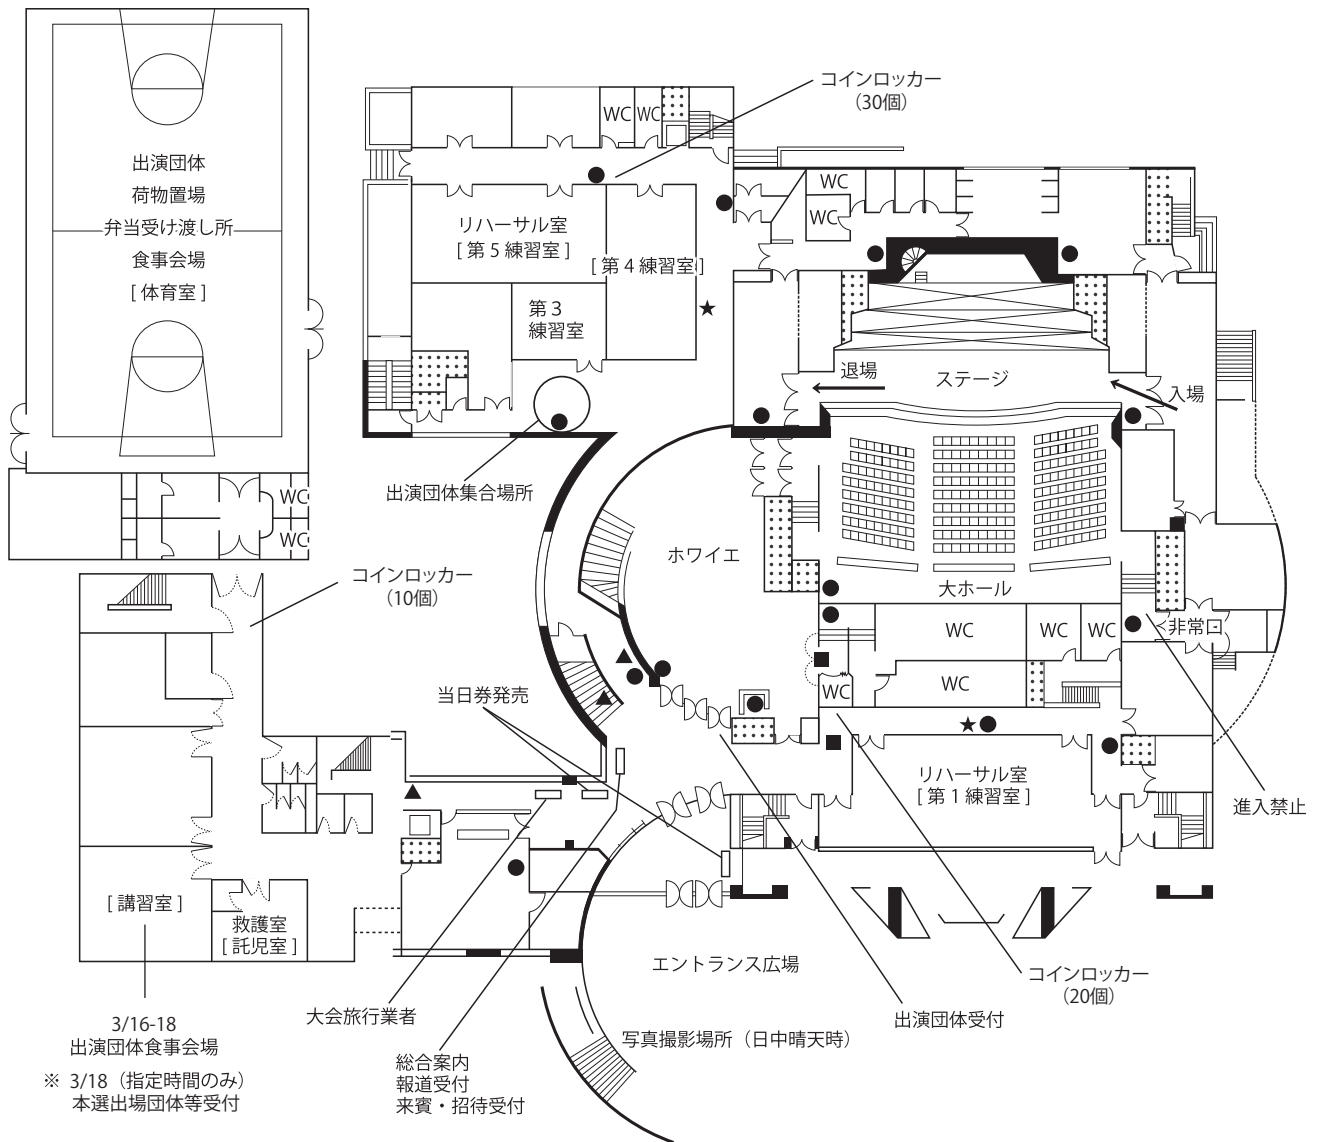 コインロッカー
（30個）
出演団体
荷物置場
弁当受け渡し所
食事会場
[ 体育室 ]
WC
WC
リハーサル室
[ 第５練習室 ]
[ 第４練習室 ]
第３
練習室
WC
WC
退場
ステージ
入場
出演団体集合場所
WC
WC
ホワイエ
大ホール
コインロッカー
（10個）
WC
WC
WC
非常口
WC
WC
当日券発売
リハーサル室
[ 第１練習室 ]
進入禁止
[ 講習室 ]
救護室
[ 託児室 ]
エントランス広場
コインロッカー
（20個）
大会旅行業者
出演団体受付
3/16-18
出演団体食事会場
※ 3/18（指定時間のみ）
本選出場団体等受付
写真撮影場所（日中晴天時）
総合案内
報道受付
来賓・招待受付